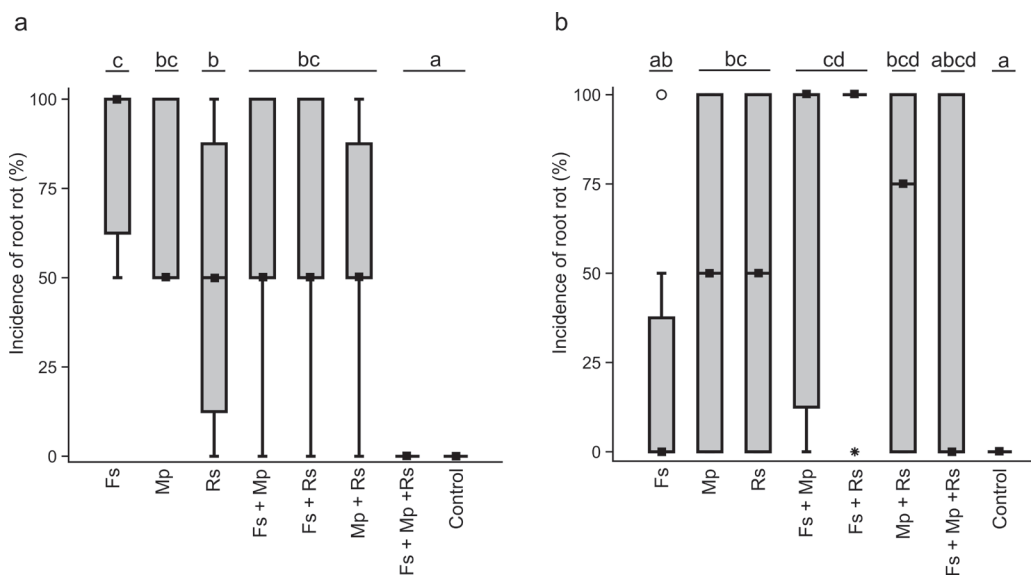 a
c bc b bc a
Incidence of root rot (%)
100
75
50
25
0
Fs
Mp
Rs
Fs + Mp
Fs + Rs
Mp + Rs
Fs + Mp +Rs
Control
b
ab bc cd bcd abcd a
Incidence of root rot (%)
100
75
50
25
0
Fs
Mp
Rs
Fs + Mp
Fs + Rs
Mp + Rs
Fs + Mp +Rs
Control